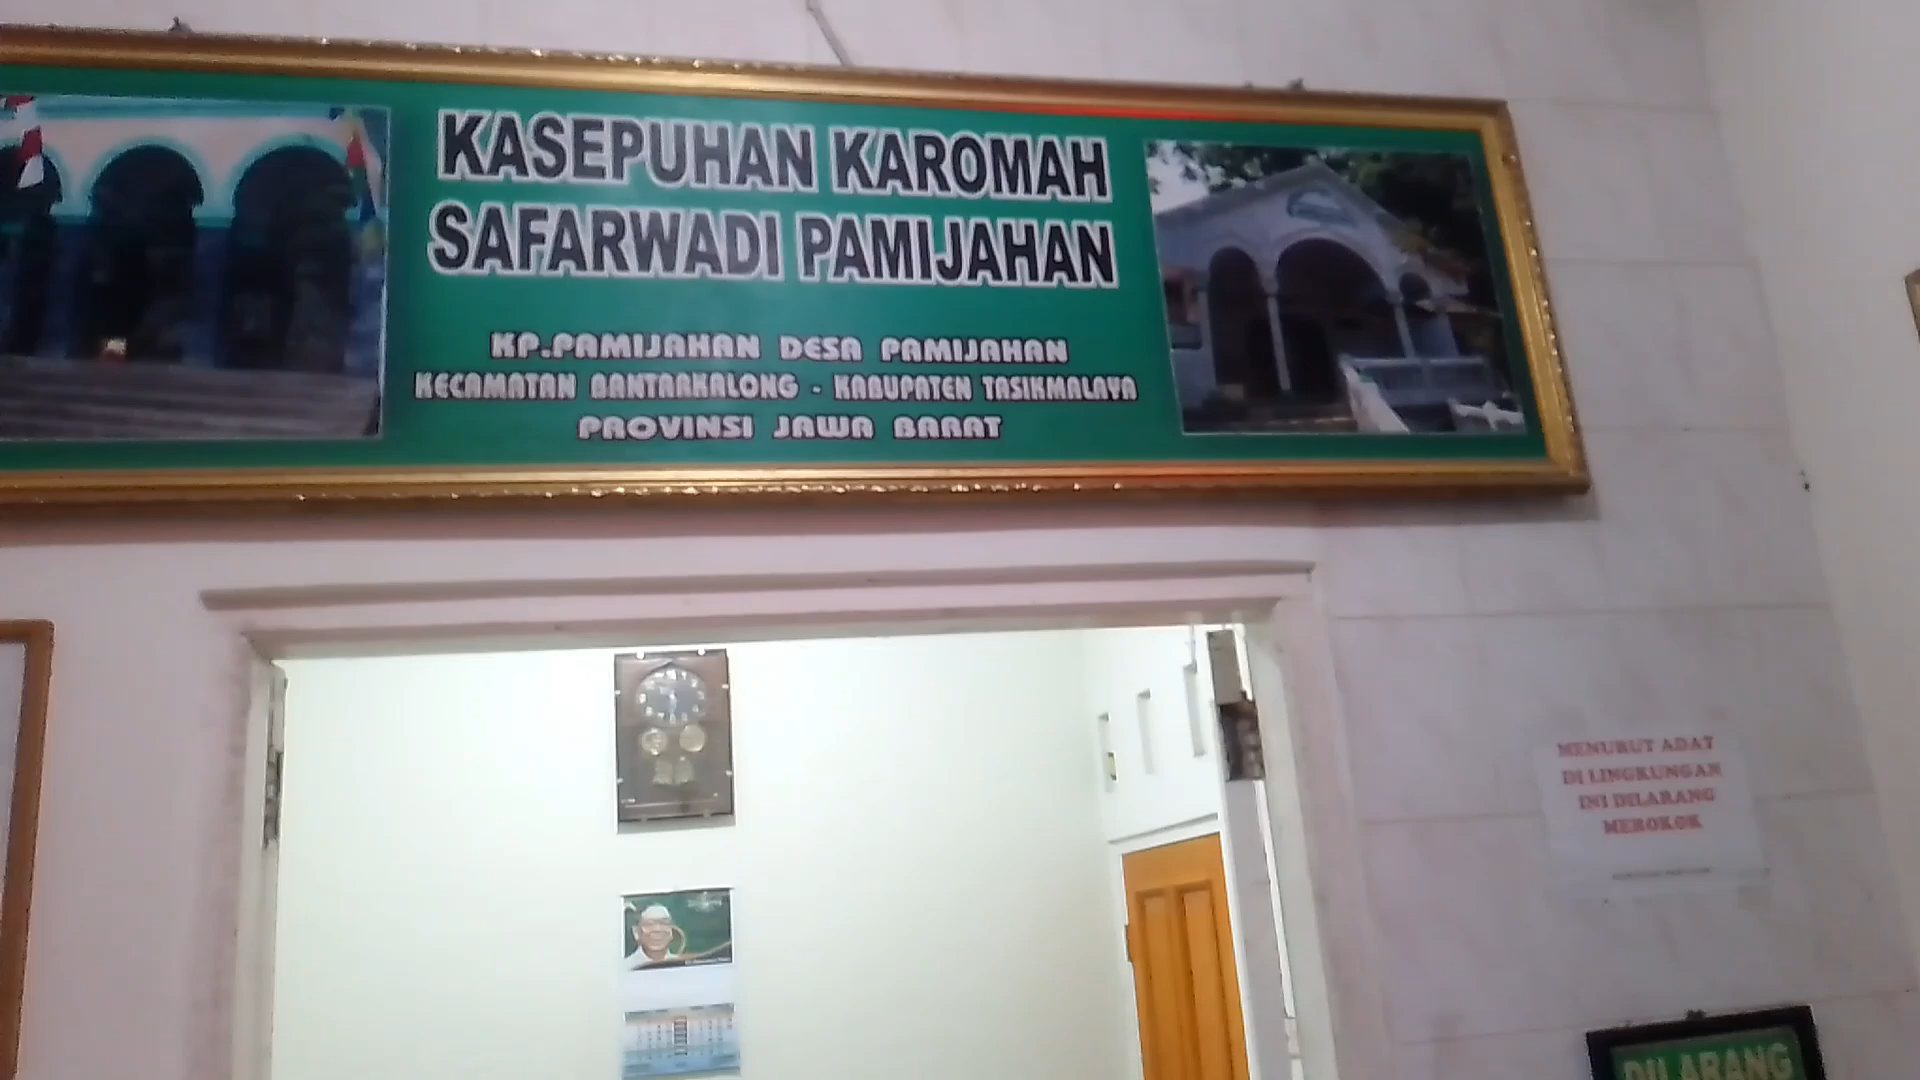 KASEPUHAN KAROMAH
SAFARWADI PAMIJAHAN
KP.PAMIJAHAN DESA PAMIJAHAN
KECAMATAN BANTARKALONG - KABUPATEN TASIKMALAYA
PROVINSI JAWA BARAT
MENURUT ADAT
DI LINGKUNGAN
INI DILARANG
MEROKOK
DILARANG